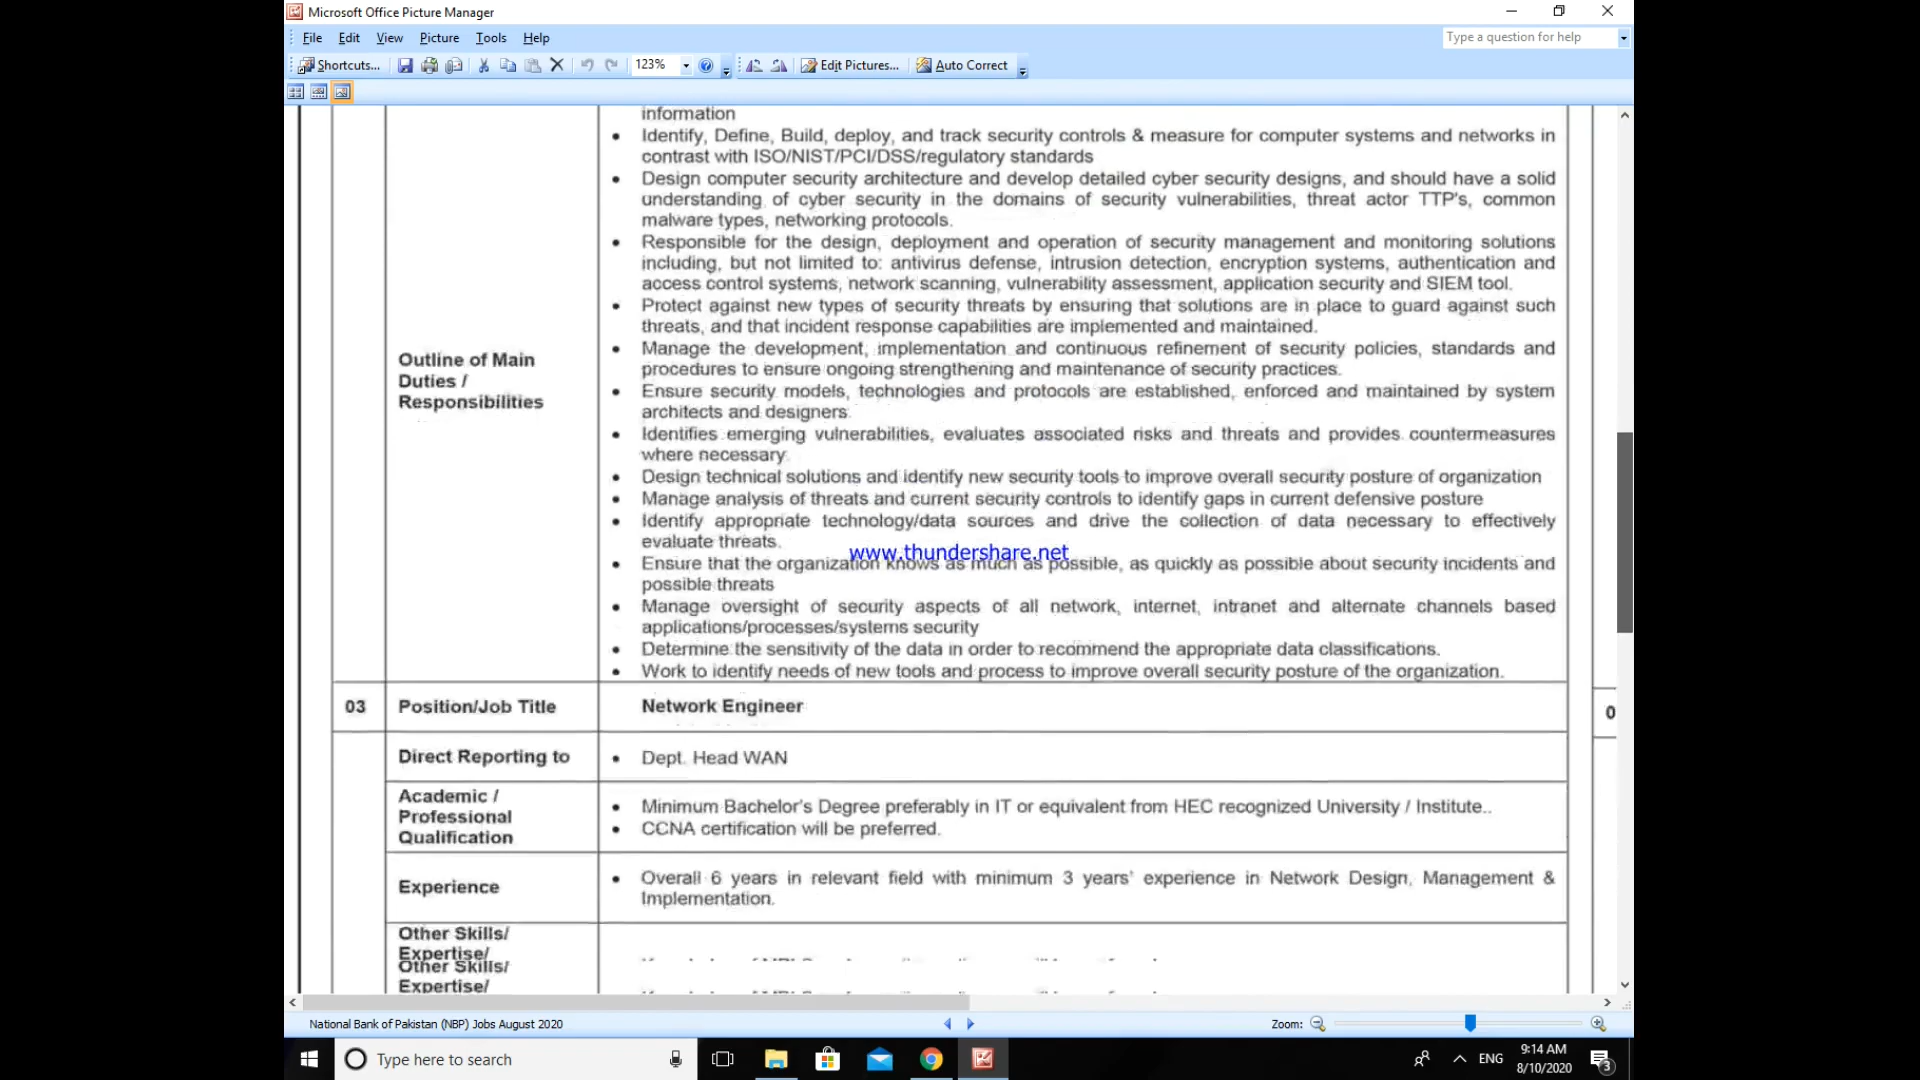 Microsoft Office Picture Manager
File Edit View Picture Tools Help
Type a question for help
Shortcuts... 123% Edit Pictures... Auto Correct
information
• Identify, Define, Build, deploy, and track security controls & measure for computer systems and networks in
contrast with ISO/NIST/PCI/DSS/regulatory standards
• Design computer security architecture and develop detailed cyber security designs, and should have a solid
understanding of cyber security in the domains of security vulnerabilities, threat actor TTP's, common
malware types, networking protocols.
• Responsible for the design, deployment and operation of security management and monitoring solutions
including, but not limited to: antivirus defense, intrusion detection, encryption systems, authentication and
access control systems, network scanning, vulnerability assessment, application security and SIEM tool.
• Protect against new types of security threats by ensuring that solutions are in place to guard against such
threats, and that incident response capabilities are implemented and maintained.
• Manage the development, implementation and continuous refinement of security policies, standards and
procedures to ensure ongoing strengthening and maintenance of security practices.
Outline of Main
Duties /
Responsibilities
• Ensure security models, technologies and protocols are established, enforced and maintained by system
architects and designers
• Identifies emerging vulnerabilities, evaluates associated risks and threats and provides countermeasures
where necessary
• Design technical solutions and identify new security tools to improve overall security posture of organization
• Manage analysis of threats and current security controls to identify gaps in current defensive posture
• Identify appropriate technology/data sources and drive the collection of data necessary to effectively
evaluate threats.
www.thundershare.net
• Ensure that the organization knows as much as possible, as quickly as possible about security incidents and
possible threats
• Manage oversight of security aspects of all network, internet, intranet and alternate channels based
applications/processes/systems security
• Determine the sensitivity of the data in order to recommend the appropriate data classifications.
• Work to identify needs of new tools and process to improve overall security posture of the organization.
03 Position/Job Title Network Engineer 0
Direct Reporting to • Dept. Head WAN
Academic /
Professional
Qualification
• Minimum Bachelor's Degree preferably in IT or equivalent from HEC recognized University / Institute..
• CCNA certification will be preferred.
Experience
• Overall 6 years in relevant field with minimum 3 years' experience in Network Design, Management &
Implementation.
Other Skills/
Expertise/
Other Skills/
Expertise/
National Bank of Pakistan (NBP) Jobs August 2020
Zoom:
Type here to search
ENG
9:14 AM
8/10/2020
3